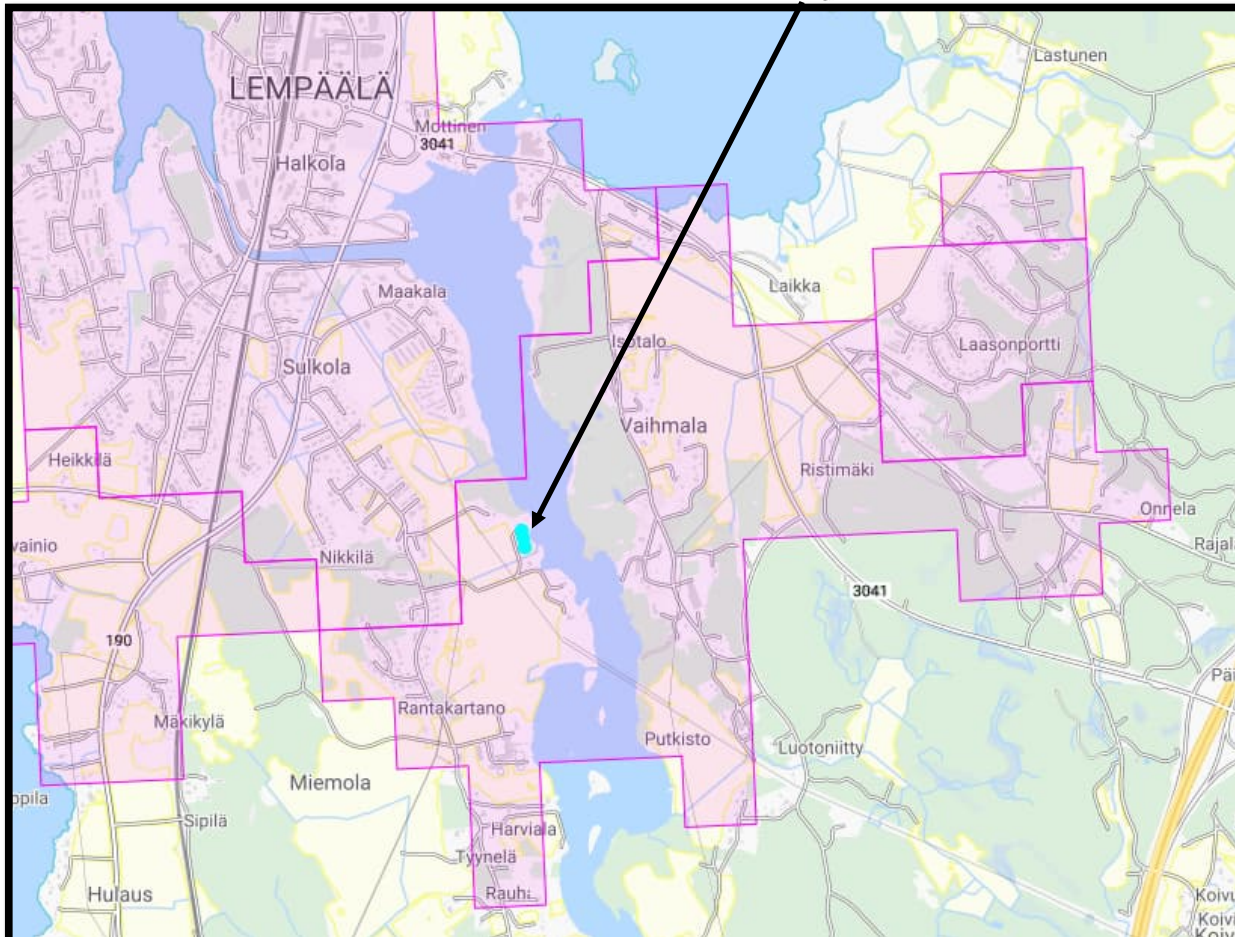 Lastunen
LEMPÄÄLÄ
Mottinen
3041
Halkola
Laikka
Maakala
Isotalo
Laasonportti
Sulkola
Vaihmala
Heikkilä
Ristimäki
Onnela
vainio
Nikkilä
Rajala
3041
190
Mäkikylä
Rantakartano
Putkisto
Luotoniitty
Miemola
Sipilä
Harviala
Tyynelä
Hulaus